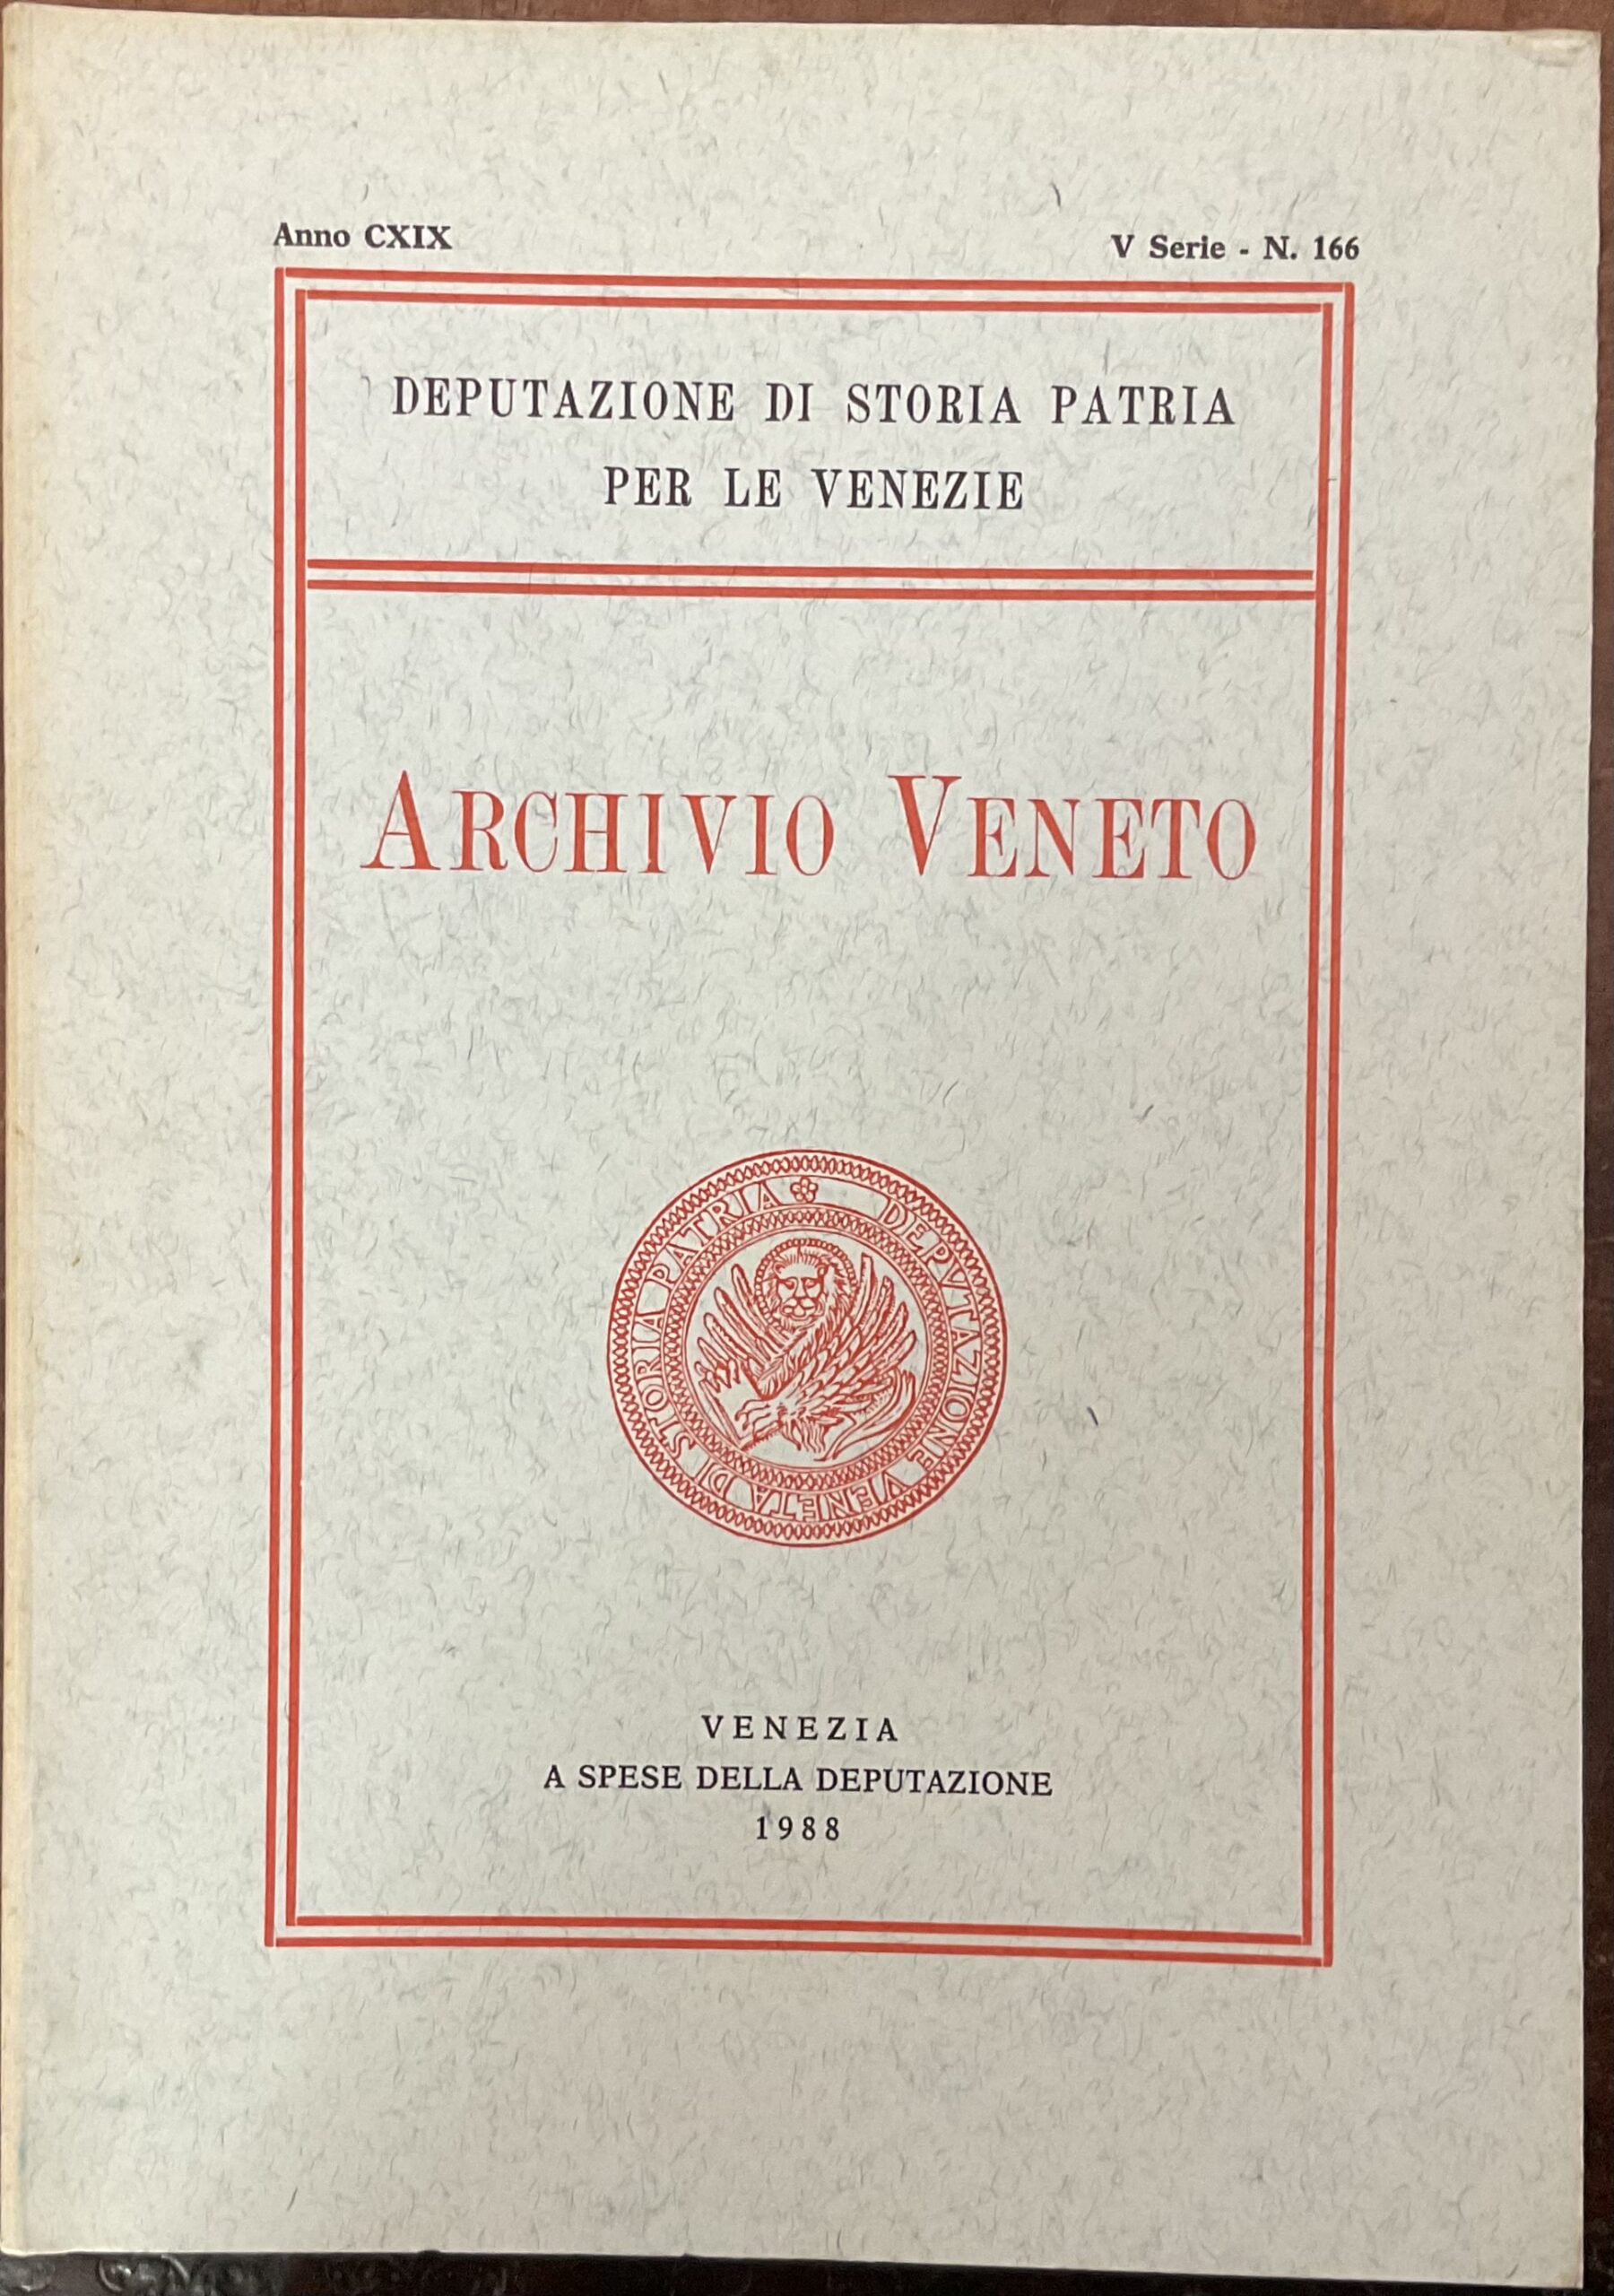 Anno CXIX
V Serie - N. 166
DEPUTAZIONE DI STORIA PATRIA
PER LE VENEZIE
ARCHIVIO VENETO
DEPVTAZIONE VENETA DI STORIA PATRIA
VENEZIA
A SPESE DELLA DEPUTAZIONE
1988